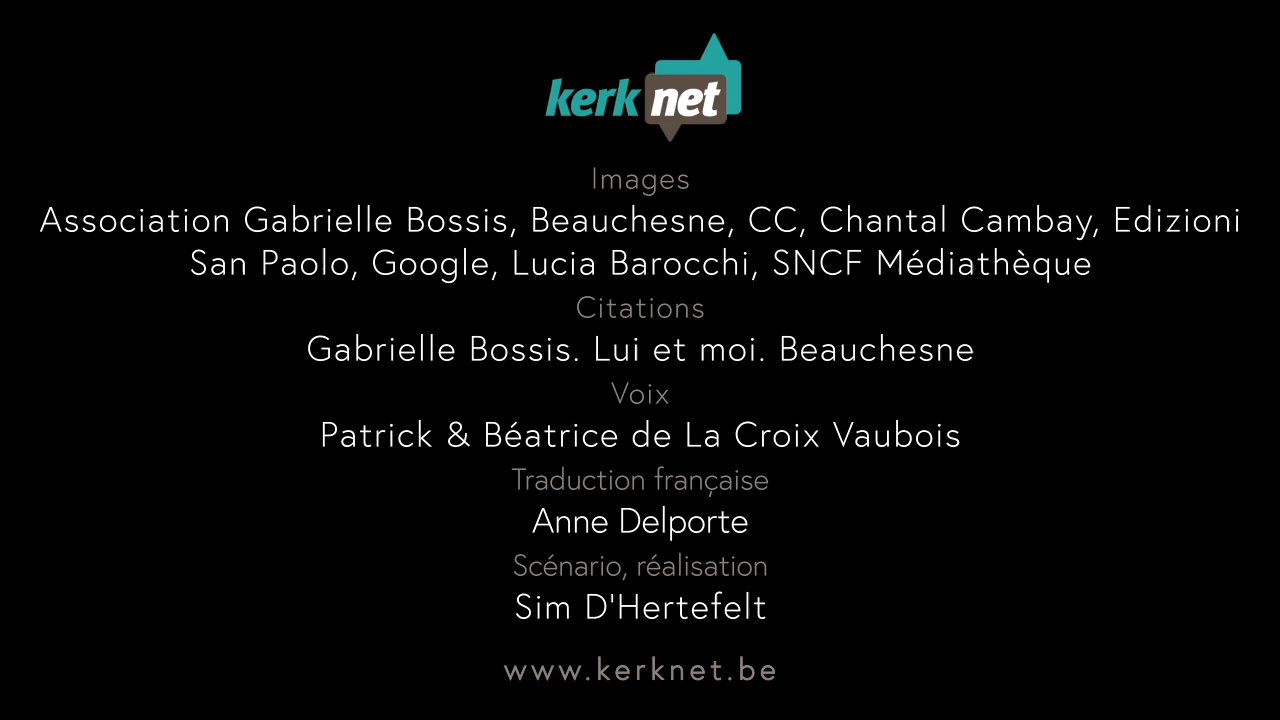 kerk net
Images
Association Gabrielle Bossis, Beauchesne, CC, Chantal Cambay, Edizioni
San Paolo, Google, Lucia Barocchi, SNCF Médiathèque
Citations
Gabrielle Bossis. Lui et moi. Beauchesne
Voix
Patrick & Béatrice de La Croix Vaubois
Traduction française
Anne Delporte
Scénario, réalisation
Sim D'Hertefelt
www.kerknet.be